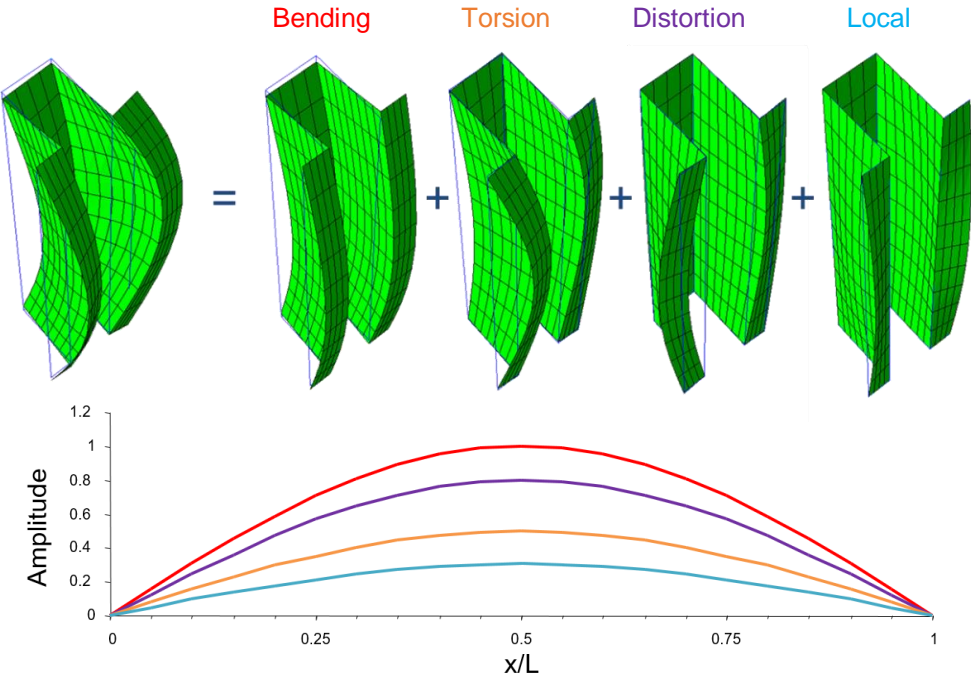 Bending Torsion Distortion Local
= + + +
1.2
1
0.8
0.6
0.4
0.2
0
Amplitude
0 0.25 0.5 0.75 1
x/L